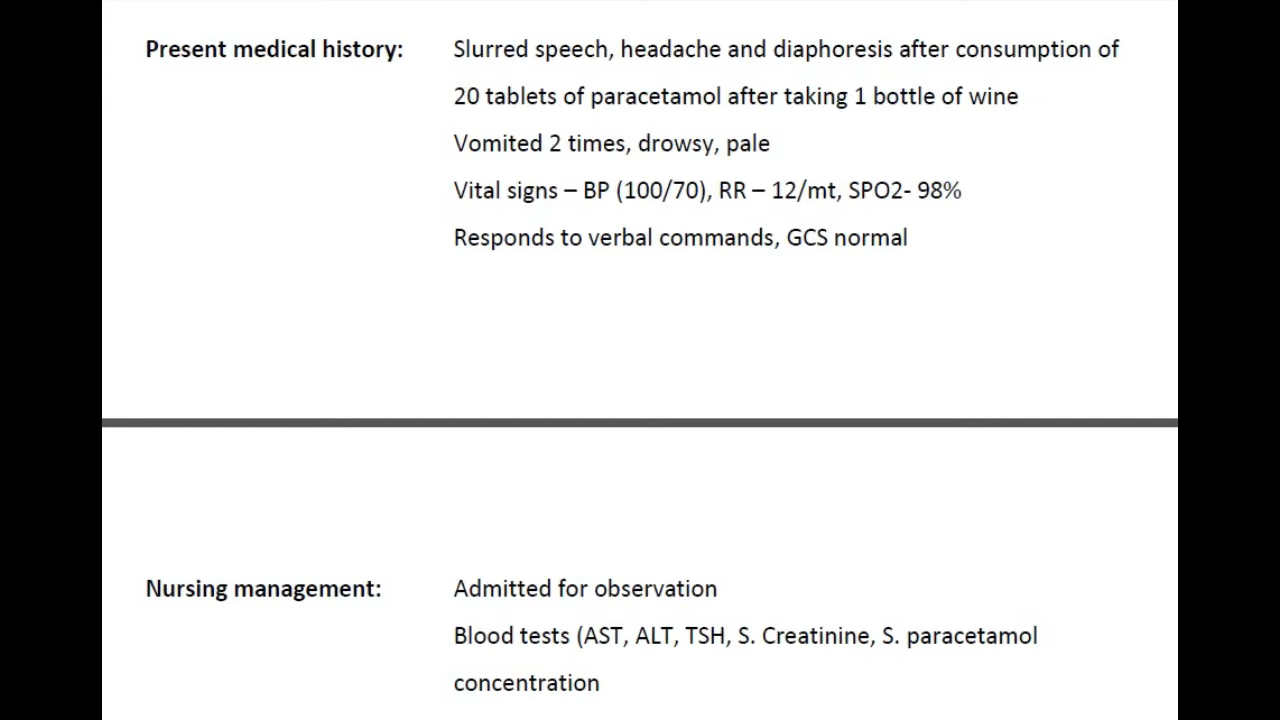 Present medical history: Slurred speech, headache and diaphoresis after consumption of
20 tablets of paracetamol after taking 1 bottle of wine
Vomited 2 times, drowsy, pale
Vital signs – BP (100/70), RR – 12/mt, SPO2- 98%
Responds to verbal commands, GCS normal
Nursing management: Admitted for observation
Blood tests (AST, ALT, TSH, S. Creatinine, S. paracetamol
concentration